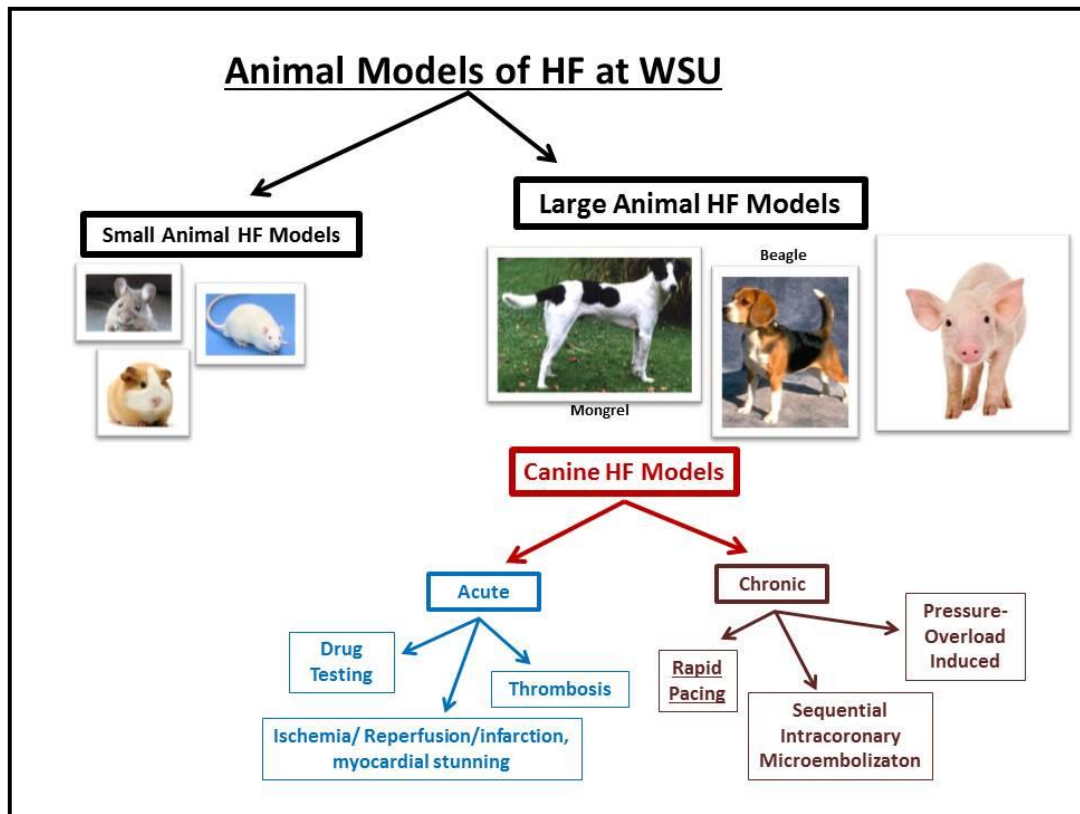 Animal Models of HF at WSU
Small Animal HF Models
Large Animal HF Models
Beagle
Mongrel
Canine HF Models
Acute
Chronic
Drug
Testing
Thrombosis
Ischemia/ Reperfusion/infarction,
myocardial stunning
Rapid
Pacing
Sequential
Intracoronary
Microembolizaton
Pressure-
Overload
Induced